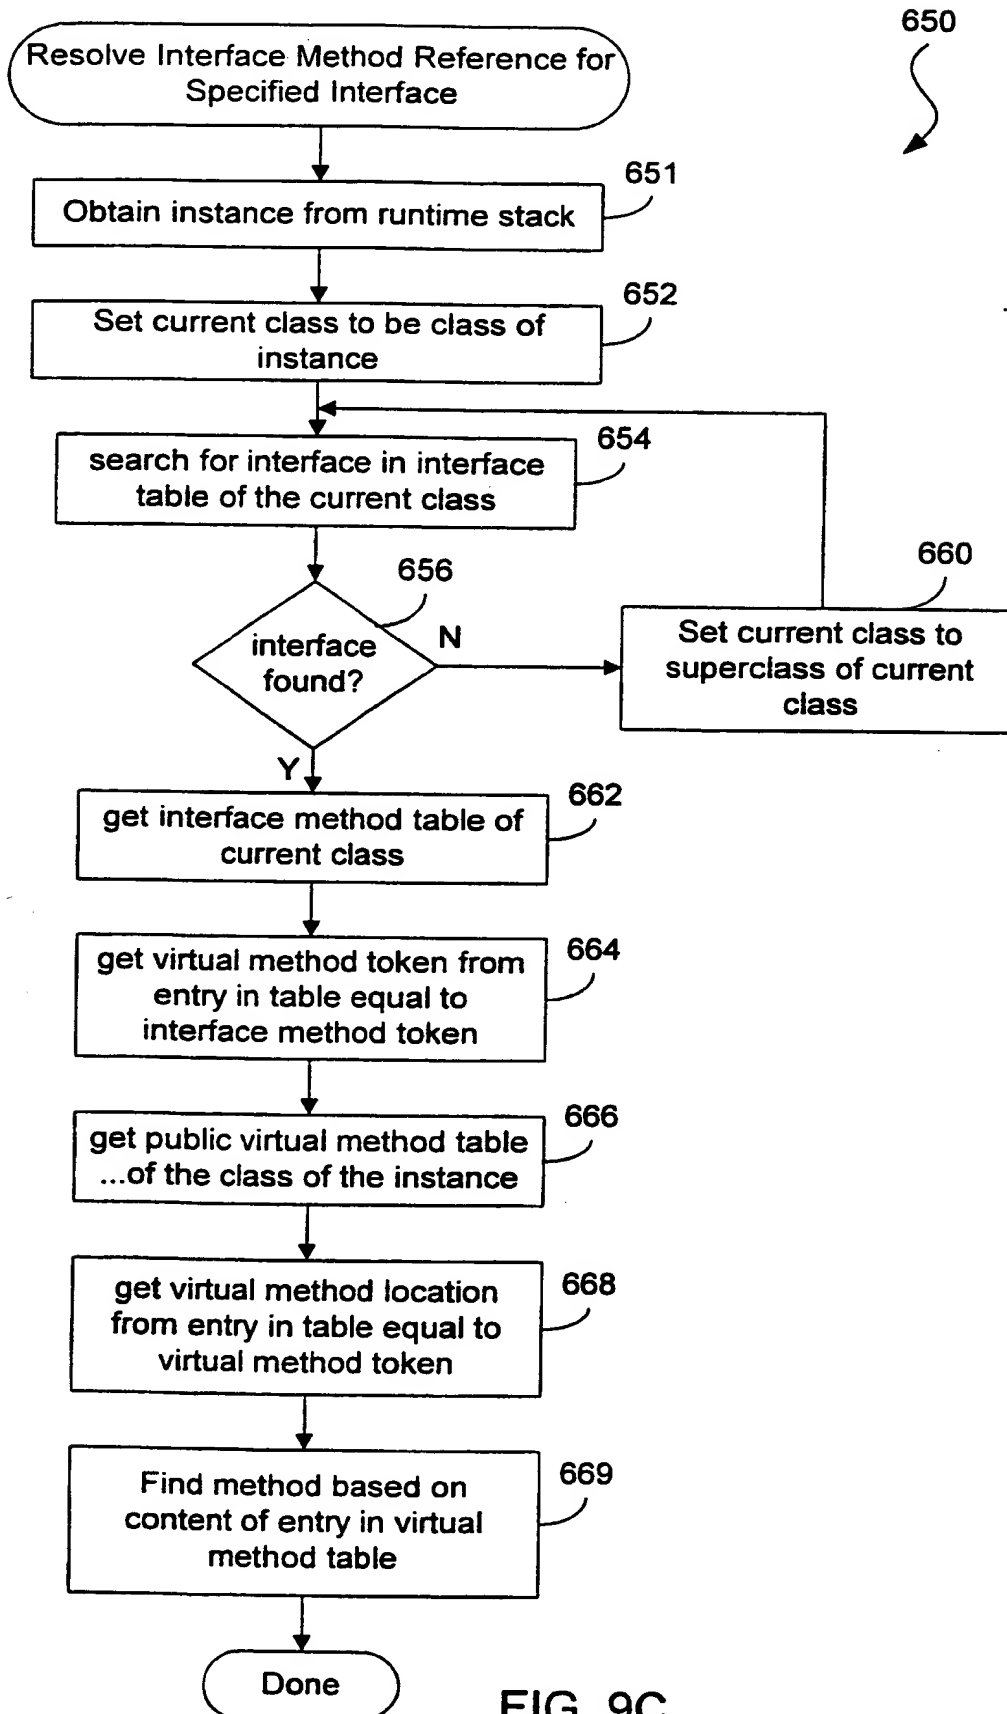 650
Resolve Interface Method Reference for
Specified Interface
651
Obtain instance from runtime stack
652
Set current class to be class of
instance
654
search for interface in interface
table of the current class
656
interface
found?
N
660
Set current class to
superclass of current
class
Y
662
get interface method table of
current class
664
get virtual method token from
entry in table equal to
interface method token
666
get public virtual method table
...of the class of the instance
668
get virtual method location
from entry in table equal to
virtual method token
669
Find method based on
content of entry in virtual
method table
Done
FIG. 9C